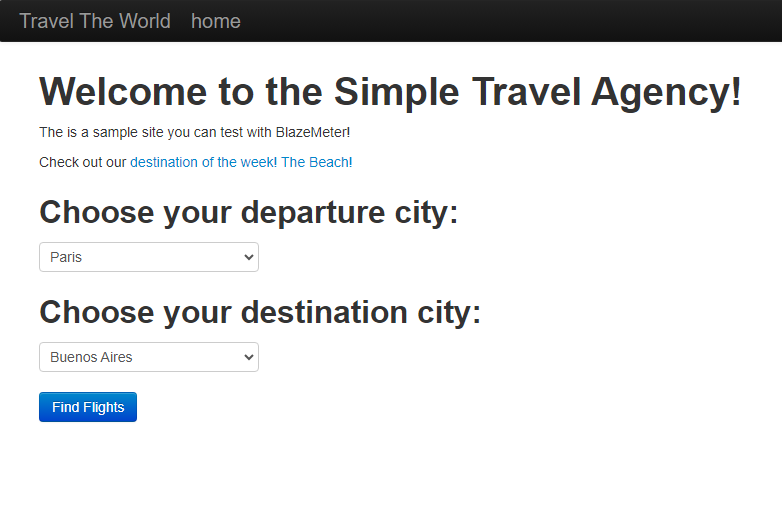 Travel The World home
Welcome to the Simple Travel Agency!
The is a sample site you can test with BlazeMeter!
Check out our destination of the week! The Beach!
Choose your departure city:
Paris
Choose your destination city:
Buenos Aires
Find Flights